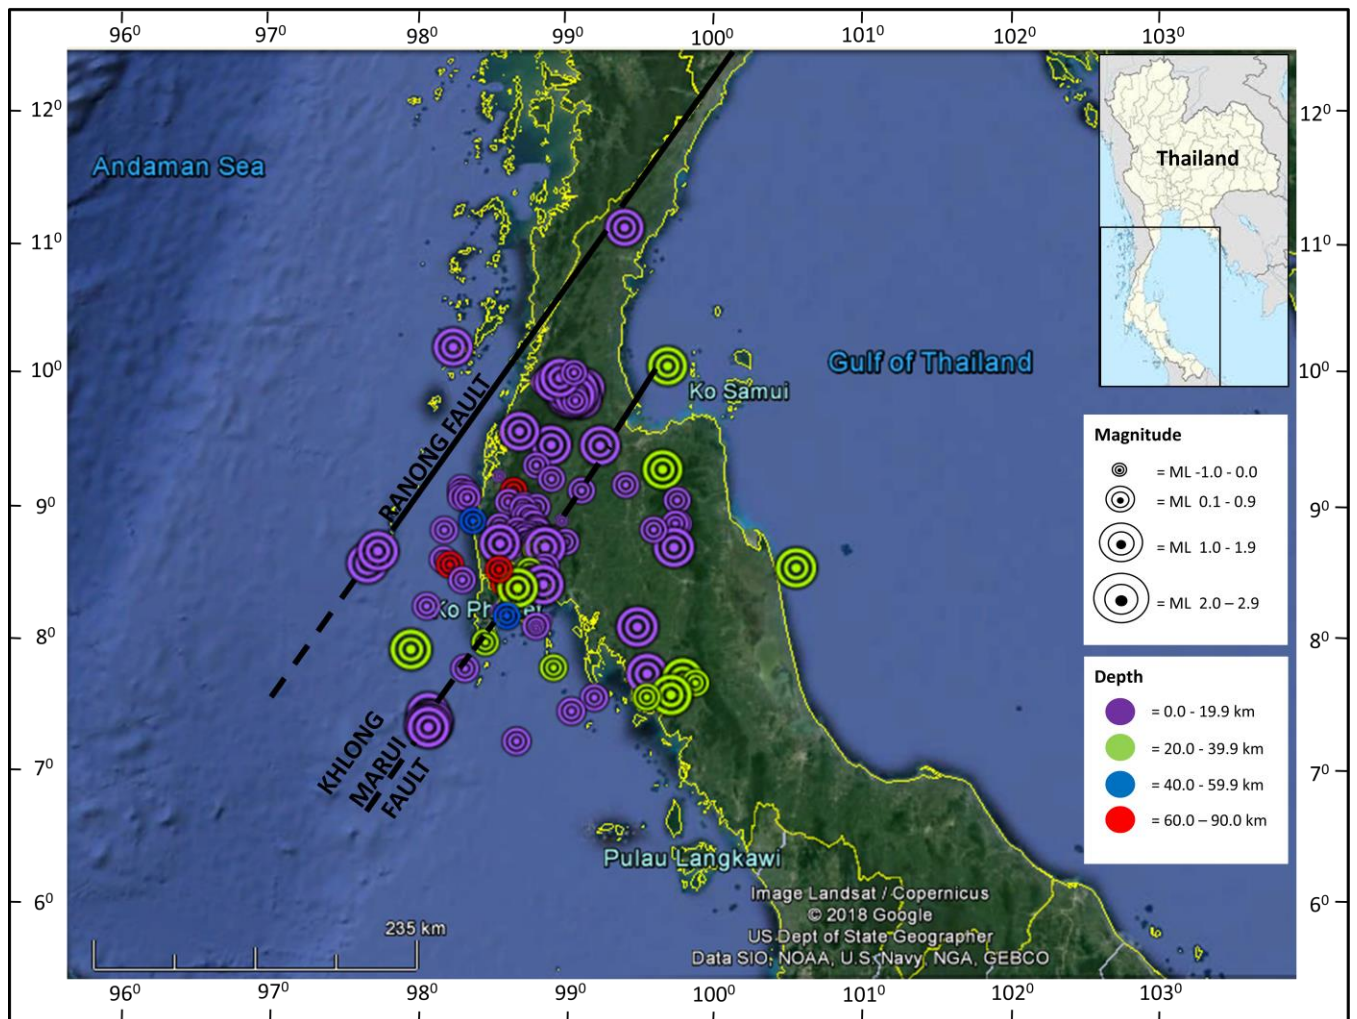 96⁰ 97⁰ 98⁰ 99⁰ 100⁰ 101⁰ 102⁰ 103⁰
12⁰ 12⁰
Andaman Sea
Thailand
11⁰ 11⁰
10⁰ 10⁰
Gulf of Thailand
Ko Samui
RANONG FAULT
9⁰ 9⁰
Magnitude
= ML -1.0 - 0.0
= ML 0.1 - 0.9
= ML 1.0 - 1.9
= ML 2.0 – 2.9
8⁰ 8⁰
Depth
= 0.0 - 19.9 km
= 20.0 - 39.9 km
= 40.0 - 59.9 km
= 60.0 – 90.0 km
KHLONG
MARUI
FAULT
7⁰ 7⁰
Pulau Langkawi
6⁰ 6⁰
235 km
Image Landsat / Copernicus
© 2018 Google
US Dept of State Geographer
Data SIO, NOAA, U.S. Navy, NGA, GEBCO
96⁰ 97⁰ 98⁰ 99⁰ 100⁰ 101⁰ 102⁰ 103⁰